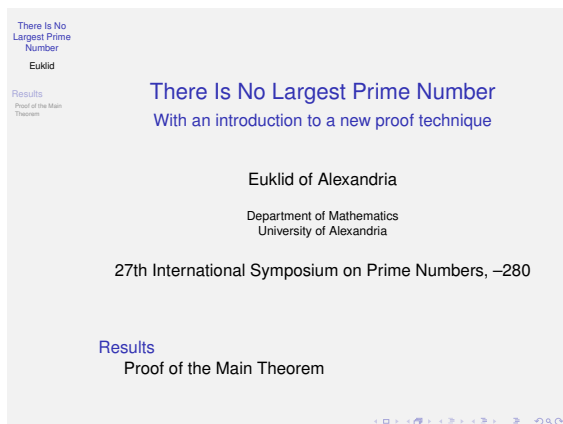 There Is No
Largest Prime
Number
Euklid
Results
Proof of the Main
Theorem
There Is No Largest Prime Number
With an introduction to a new proof technique
Euklid of Alexandria
Department of Mathematics
University of Alexandria
27th International Symposium on Prime Numbers, –280
Results
Proof of the Main Theorem